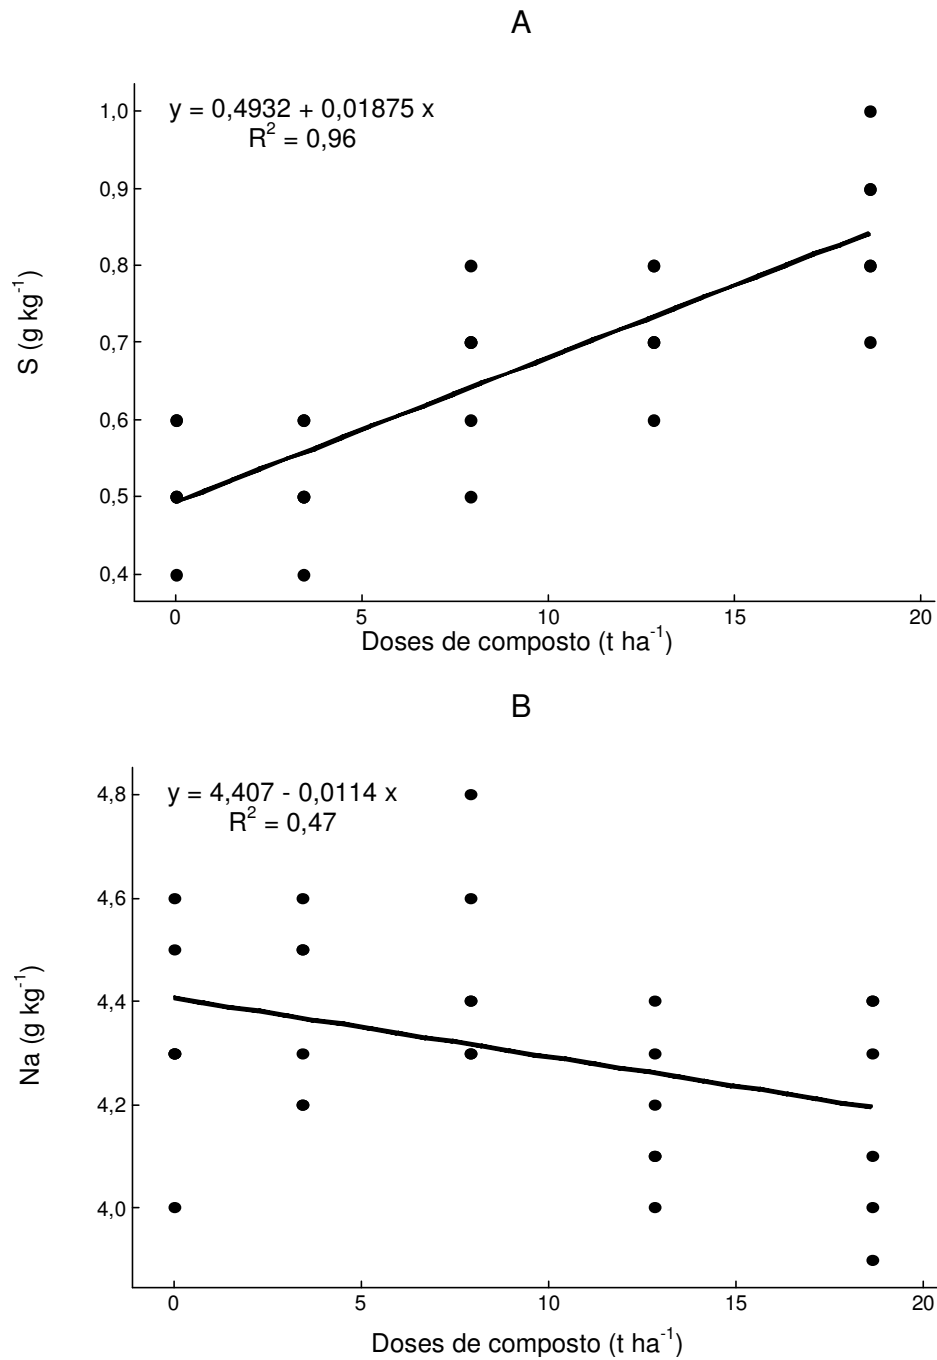 A
y = 0,4932 + 0,01875 x
R² = 0,96
1,0
0,9
0,8
0,7
0,6
0,5
0,4
S (g kg⁻¹)
0 5 10 15 20
Doses de composto (t ha⁻¹)
B
y = 4,407 - 0,0114 x
R² = 0,47
4,8
4,6
4,4
4,2
4,0
Na (g kg⁻¹)
0 5 10 15 20
Doses de composto (t ha⁻¹)